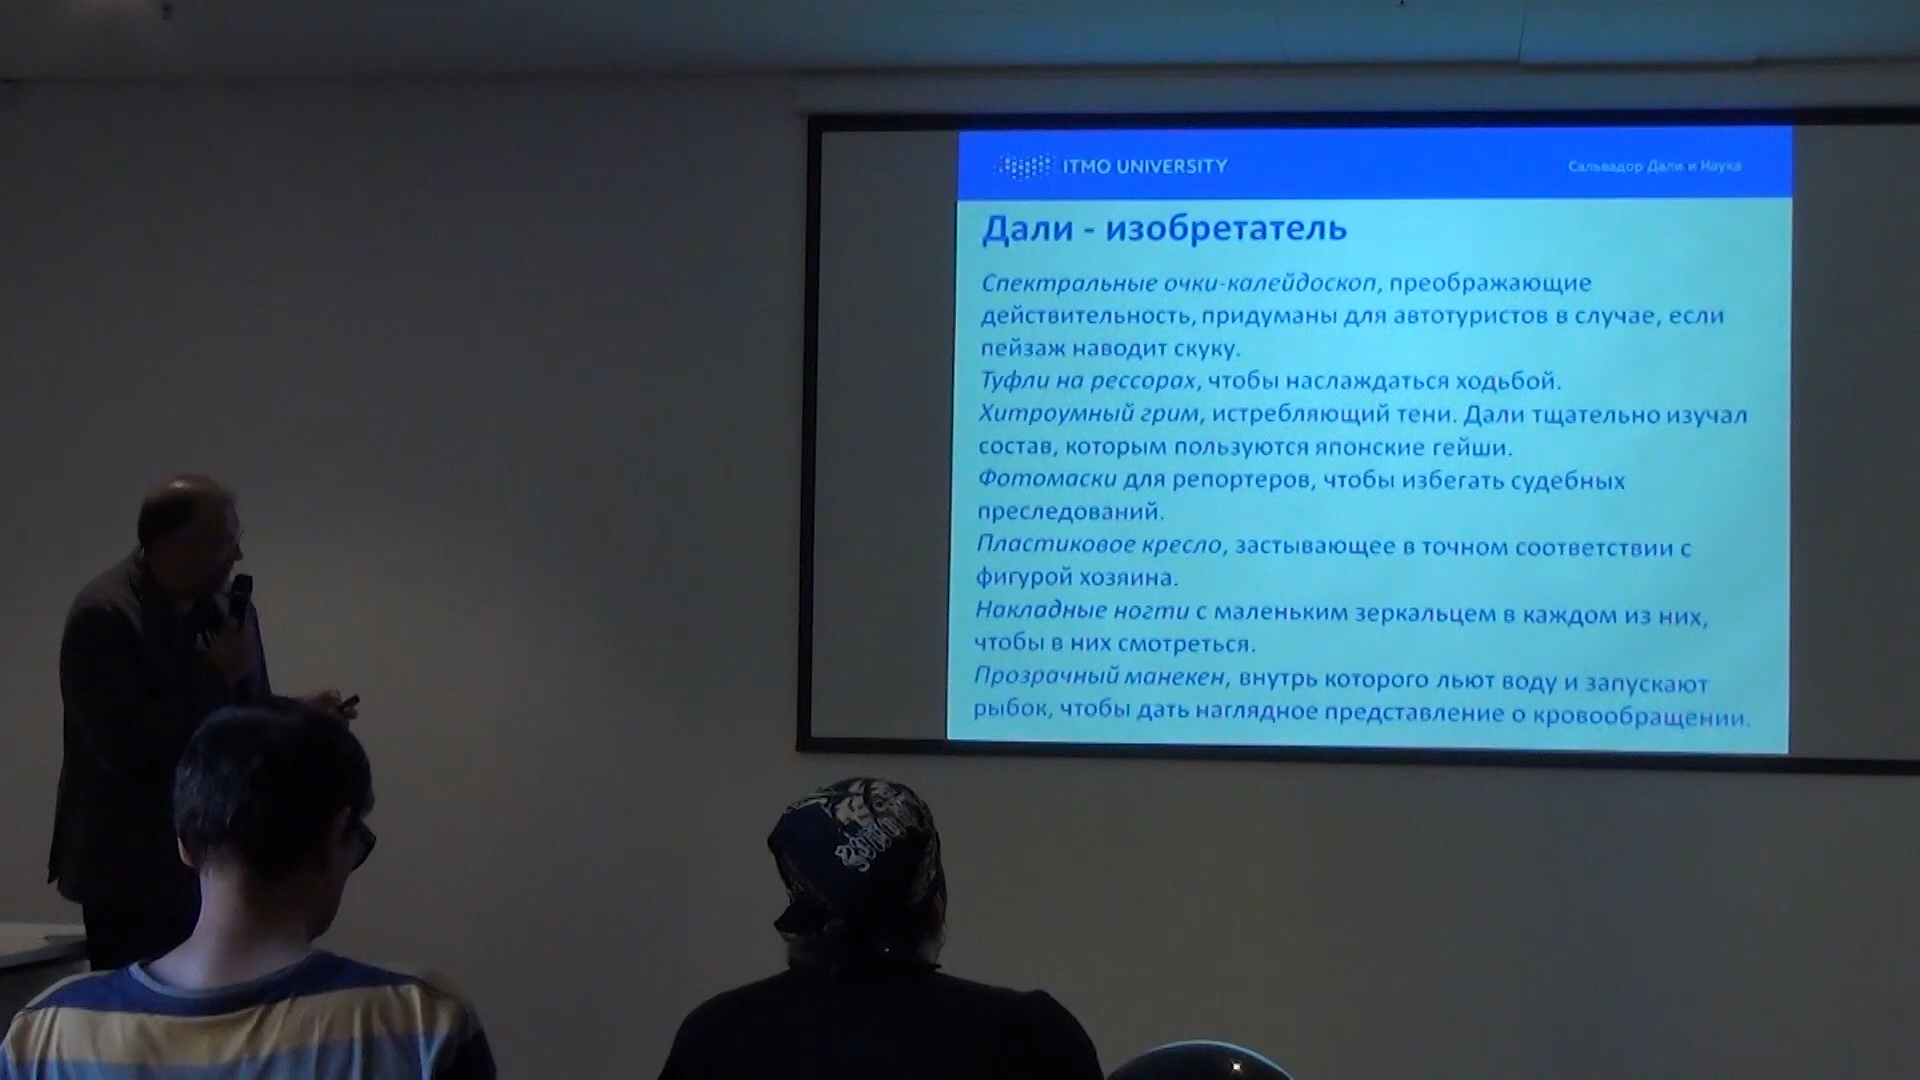 ITMO UNIVERSITY
Сальвадор Дали и Наука
Дали - изобретатель
Спектральные очки-калейдоскоп, преображающие
действительность, придуманы для автотуристов в случае, если
пейзаж наводит скуку.
Туфли на рессорах, чтобы наслаждаться ходьбой.
Хитроумный грим, истребляющий тени. Дали тщательно изучал
состав, которым пользуются японские гейши.
Фотомаски для репортеров, чтобы избегать судебных
преследований.
Пластиковое кресло, застывающее в точном соответствии с
фигурой хозяина.
Накладные ногти с маленьким зеркальцем в каждом из них,
чтобы в них смотреться.
Прозрачный манекен, внутрь которого льют воду и запускают
рыбок, чтобы дать наглядное представление о кровообращении.